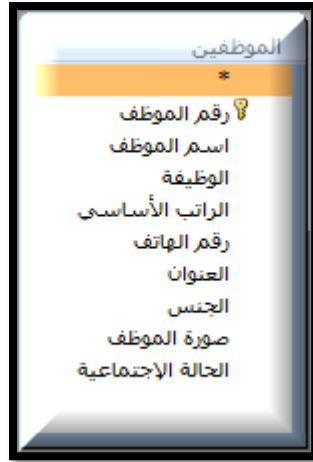 الموظفين
*
رقم الموظف
اسم الموظف
الوظيفة
الراتب الأساسي
رقم الهاتف
العنوان
الجنس
صورة الموظف
الحالة الإجتماعية